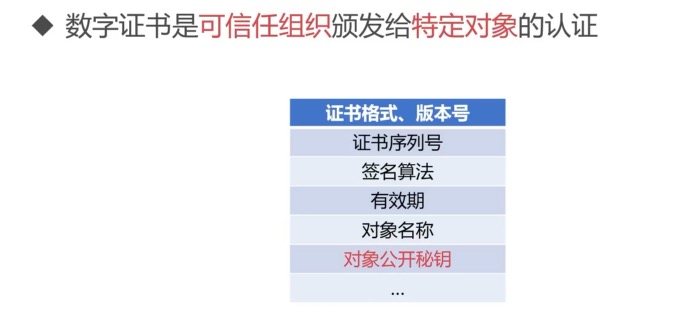 ◆ 数字证书是可信任组织颁发给特定对象的认证
证书格式、版本号
证书序列号
签名算法
有效期
对象名称
对象公开秘钥
...